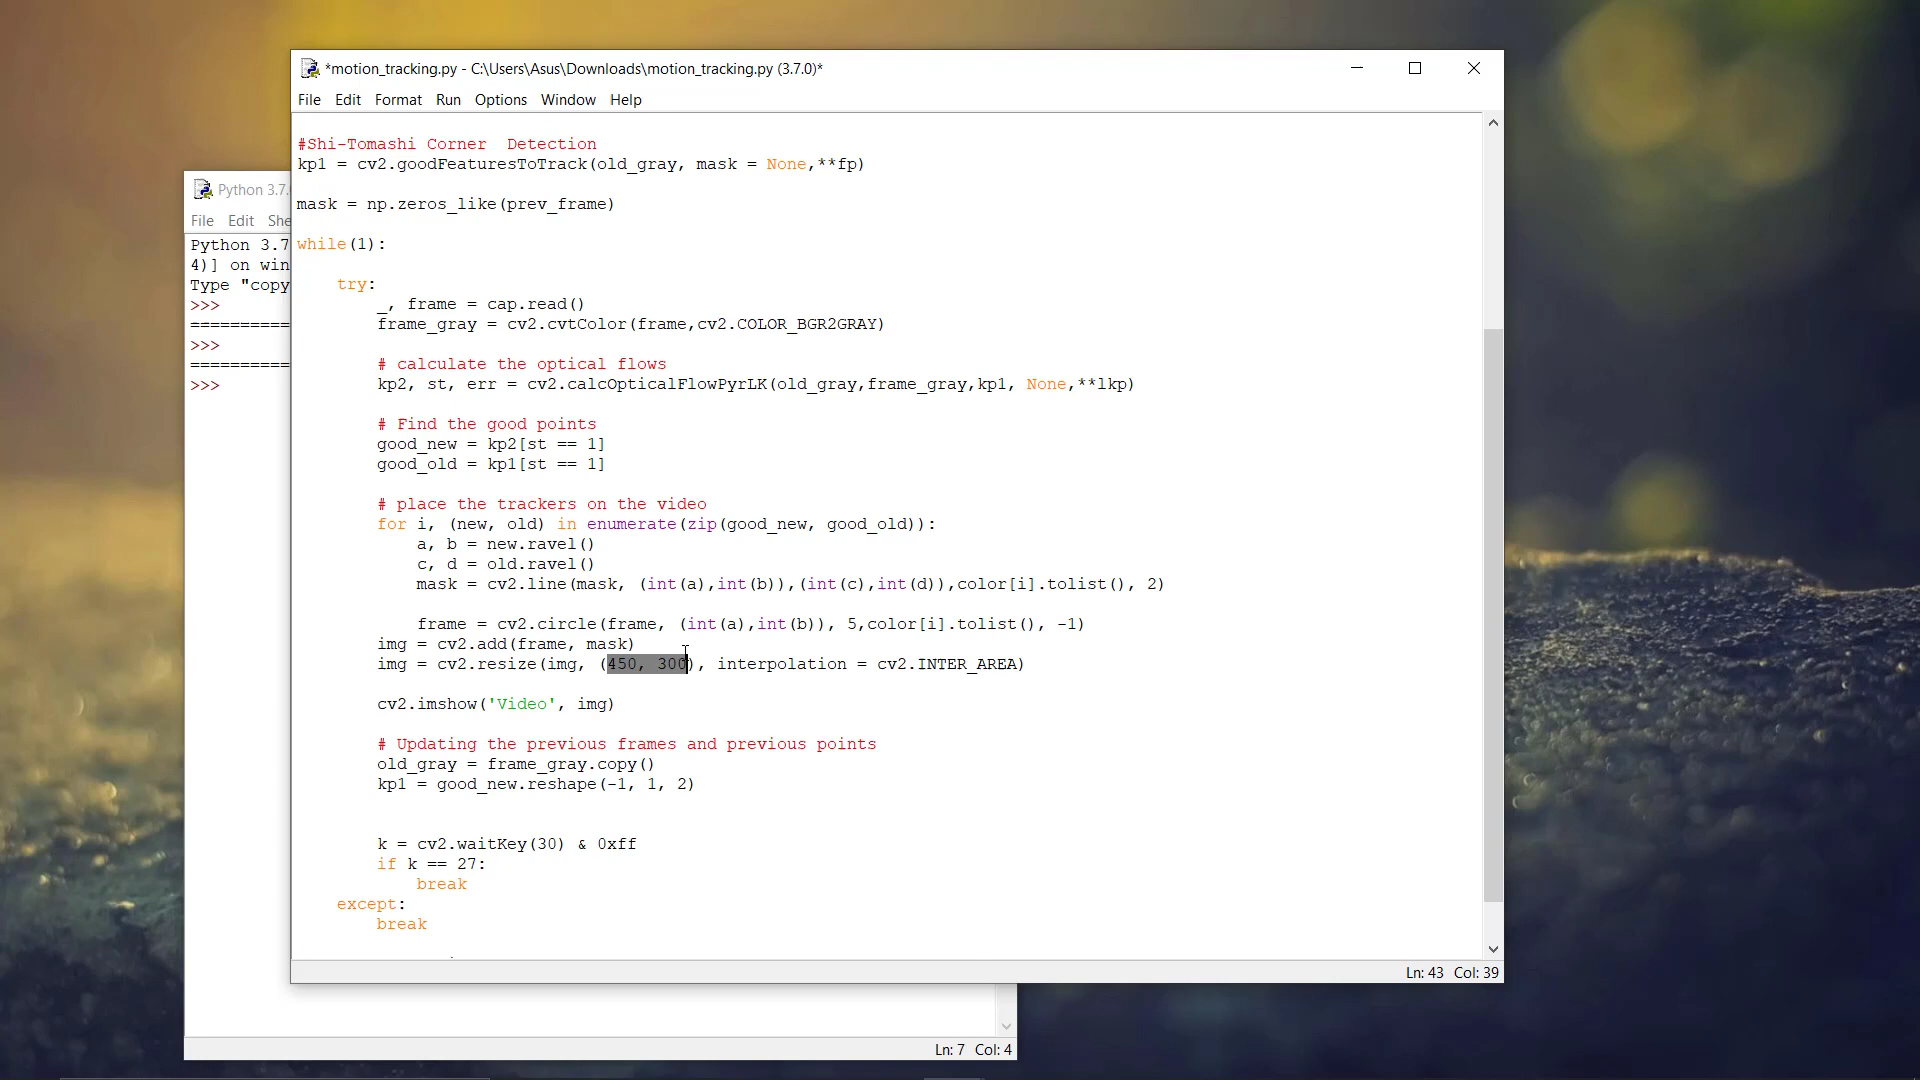 *motion_tracking.py - C:\Users\Asus\Downloads\motion_tracking.py (3.7.0)*
File Edit Format Run Options Window Help
#Shi-Tomashi Corner  Detection
kp1 = cv2.goodFeaturesToTrack(old_gray, mask = None,**fp)
mask = np.zeros_like(prev_frame)
while(1):
    try:
        _, frame = cap.read()
        frame_gray = cv2.cvtColor(frame,cv2.COLOR_BGR2GRAY)
        # calculate the optical flows
        kp2, st, err = cv2.calcOpticalFlowPyrLK(old_gray,frame_gray,kp1, None,**lkp)
        # Find the good points
        good_new = kp2[st == 1]
        good_old = kp1[st == 1]
        # place the trackers on the video
        for i, (new, old) in enumerate(zip(good_new, good_old)):
            a, b = new.ravel()
            c, d = old.ravel()
            mask = cv2.line(mask, (int(a),int(b)),(int(c),int(d)),color[i].tolist(), 2)
            frame = cv2.circle(frame, (int(a),int(b)), 5,color[i].tolist(), -1)
        img = cv2.add(frame, mask)
        img = cv2.resize(img, (450, 300), interpolation = cv2.INTER_AREA)
        cv2.imshow('Video', img)
        # Updating the previous frames and previous points
        old_gray = frame_gray.copy()
        kp1 = good_new.reshape(-1, 1, 2)
        k = cv2.waitKey(30) & 0xff
        if k == 27:
            break
    except:
        break
Ln: 43 Col: 39
Python 3.7.
File Edit She
Python 3.7
4)] on win
Type "copy
>>>
==========
>>>
==========
>>>
Ln: 7 Col: 4